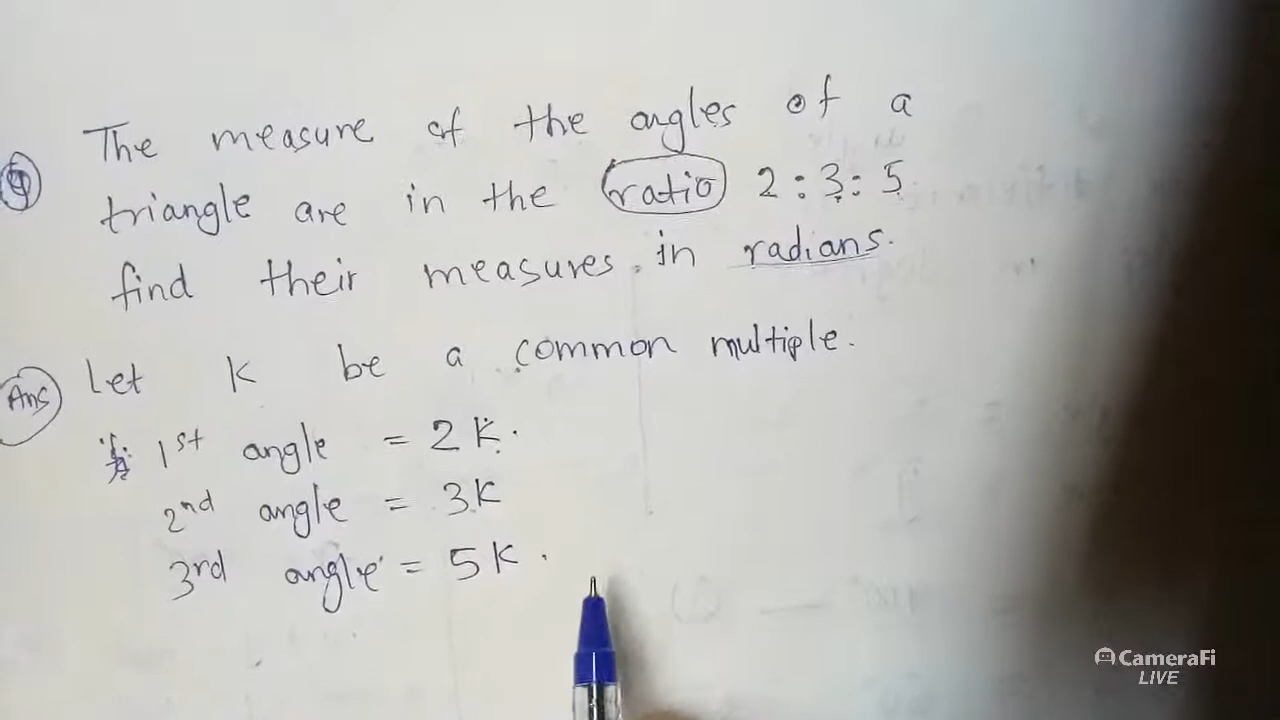 The measure of the angles of a
triangle are in the ratio 2:3:5.
find their measures in radians.
Ans Let K be a common multiple.
1st angle = 2K.
2nd angle = 3K
3rd angle = 5K.
CameraFi
LIVE